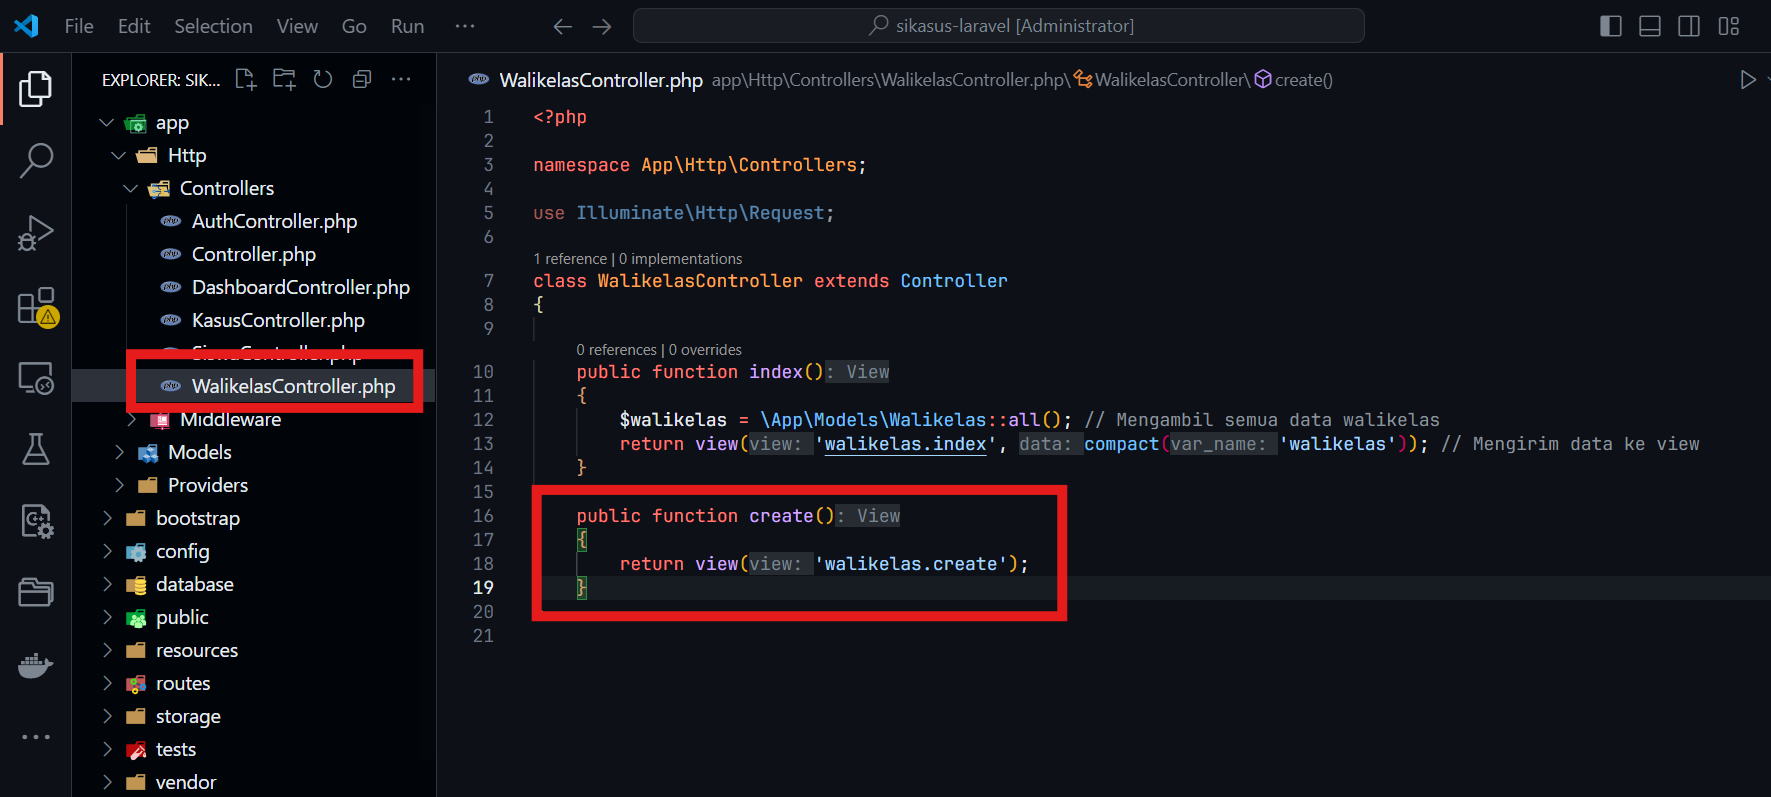 File Edit Selection View Go Run ···
sikasus-laravel [Administrator]
EXPLORER: SIK...
app
Http
Controllers
AuthController.php
Controller.php
DashboardController.php
KasusController.php
WalikelasController.php
Middleware
Models
Providers
bootstrap
config
database
public
resources
routes
storage
tests
vendor
WalikelasController.php app\Http\Controllers\WalikelasController.php\WalikelasController\create()
1 <?php
2
3 namespace App\Http\Controllers;
4
5 use Illuminate\Http\Request;
6
1 reference | 0 implementations
7 class WalikelasController extends Controller
8 {
9
0 references | 0 overrides
10 public function index(): View
11 {
12 $walikelas = \App\Models\Walikelas::all(); // Mengambil semua data walikelas
13 return view(view: 'walikelas.index', data: compact(var_name: 'walikelas')); // Mengirim data ke view
14 }
15
16 public function create(): View
17 {
18 return view(view: 'walikelas.create');
19 }
20
21